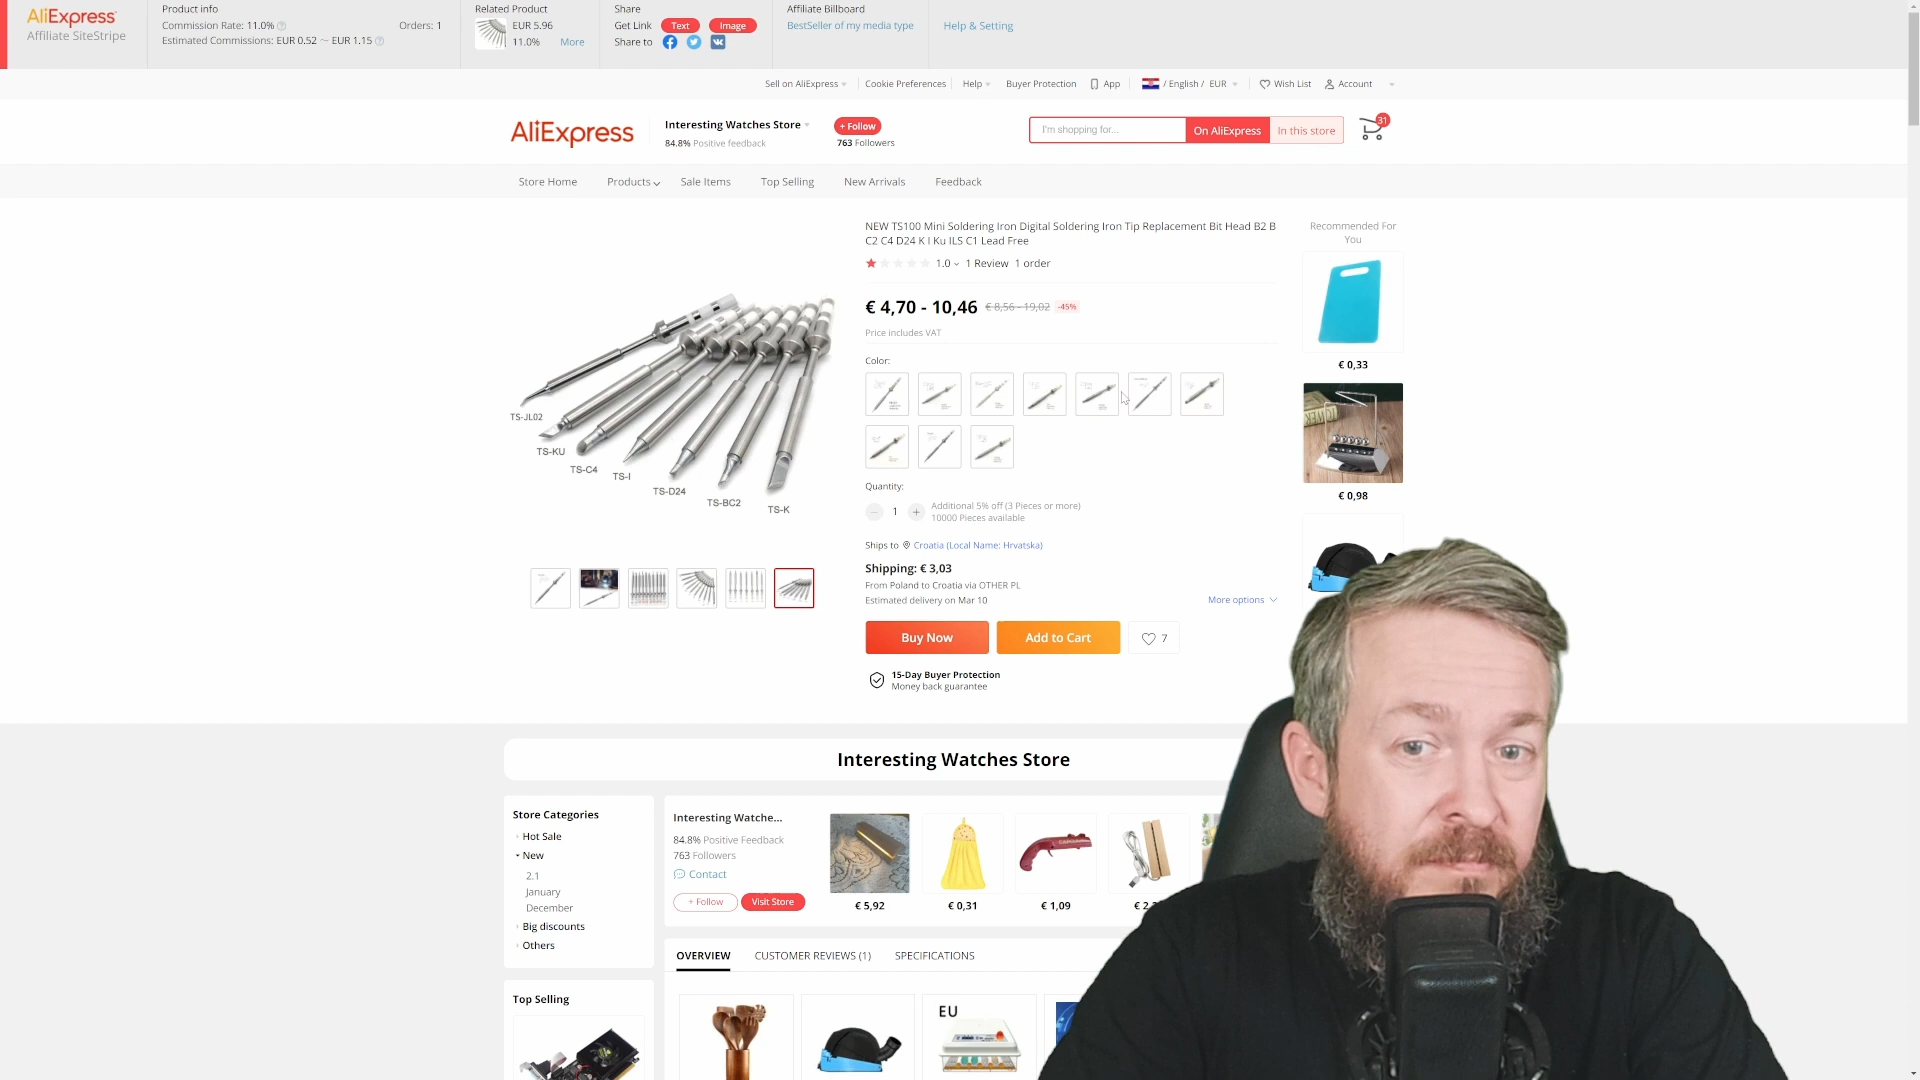 AliExpress
Affiliate SiteStripe
Product info
Commission Rate: 11.0%
Orders: 1
Estimated Commissions: EUR 0.52 ~ EUR 1.15
Related Product
EUR 5.96
11.0%
More
Share
Get Link
Text
Image
Share to
Affiliate Billboard
BestSeller of my media type
Help & Setting
Sell on AliExpress
Cookie Preferences
Help
Buyer Protection
App
/ English / EUR
Wish List
Account
AliExpress
Interesting Watches Store
84.8% Positive feedback
+ Follow
763 Followers
I'm shopping for...
On AliExpress
In this store
31
Store Home
Products
Sale Items
Top Selling
New Arrivals
Feedback
TS-JL02
TS-KU
TS-C4
TS-I
TS-D24
TS-BC2
TS-K
NEW TS100 Mini Soldering Iron Digital Soldering Iron Tip Replacement Bit Head B2 B
C2 C4 D24 K I Ku ILS C1 Lead Free
1.0
1 Review
1 order
€ 4,70 - 10,46
€ 8,56 - 19,02
-45%
Price includes VAT
Color:
Quantity:
1
Additional 5% off (3 Pieces or more)
10000 Pieces available
Ships to
Croatia (Local Name: Hrvatska)
Shipping: € 3,03
From Poland to Croatia via OTHER PL
Estimated delivery on Mar 10
More options
Buy Now
Add to Cart
7
15-Day Buyer Protection
Money back guarantee
Recommended For
You
€ 0,33
€ 0,98
Interesting Watches Store
Store Categories
Hot Sale
New
2.1
January
December
Big discounts
Others
Top Selling
Interesting Watche...
84.8% Positive Feedback
763 Followers
Contact
+ Follow
Visit Store
€ 5,92
€ 0,31
€ 1,09
OVERVIEW
CUSTOMER REVIEWS (1)
SPECIFICATIONS
EU